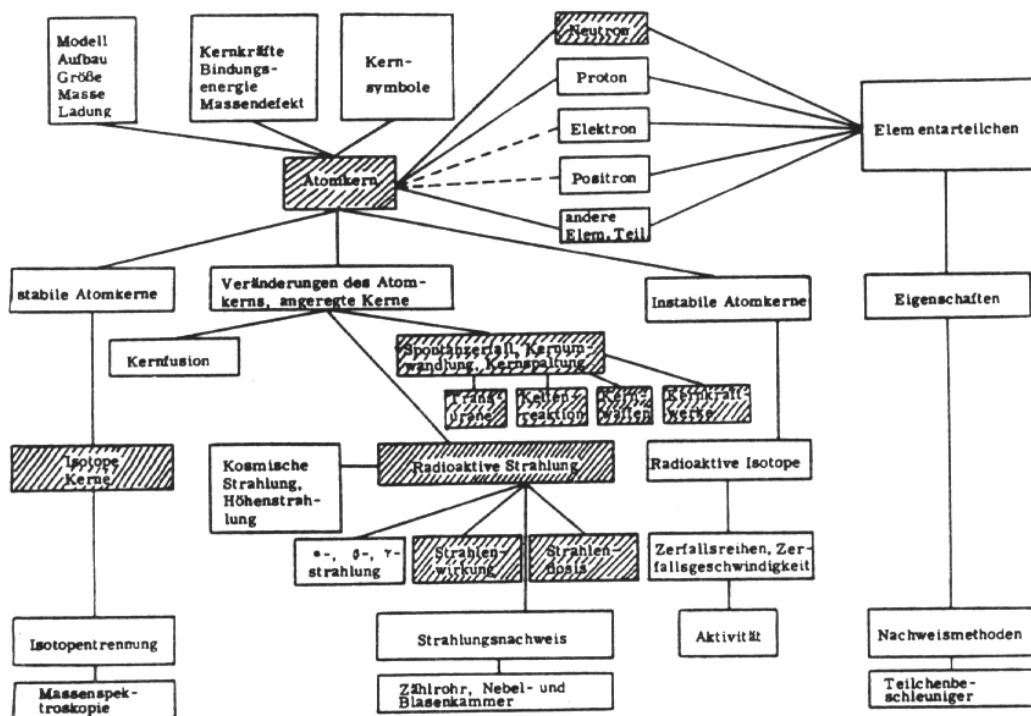 Modell
Aufbau
Größe
Masse
Ladung
Kernkräfte
Bindungs-
energie
Massendefekt
Kern-
symbole
Neutron
Proton
Elektron
Positron
andere
Elem. Teil.
Elementarteilchen
Atomkern
stabile Atomkerne
Veränderungen des Atom-
kerns, angeregte Kerne
Instabile Atomkerne
Eigenschaften
Kernfusion
Spontanzerfall, Kernum
wandlung, Kernspaltung
Trans-
urane
Ketten-
reaktion
Kern-
waffen
Kernkraft
werke
Isotope
Kerne
Kosmische
Strahlung,
Höhenstrah-
lung
Radioaktive Strahlung
Radioaktive Isotope
α-, β-, γ-
strahlung
Strahlen-
wirkung
Strahlen-
dosis
Zerfallsreihen, Zer-
fallsgeschwindigkeit
Isotopentrennung
Strahlungsnachweis
Aktivität
Nachweismethoden
Massenspek-
troskopie
Zählrohr, Nebel- und
Blasenkammer
Teilchenbe-
schleuniger